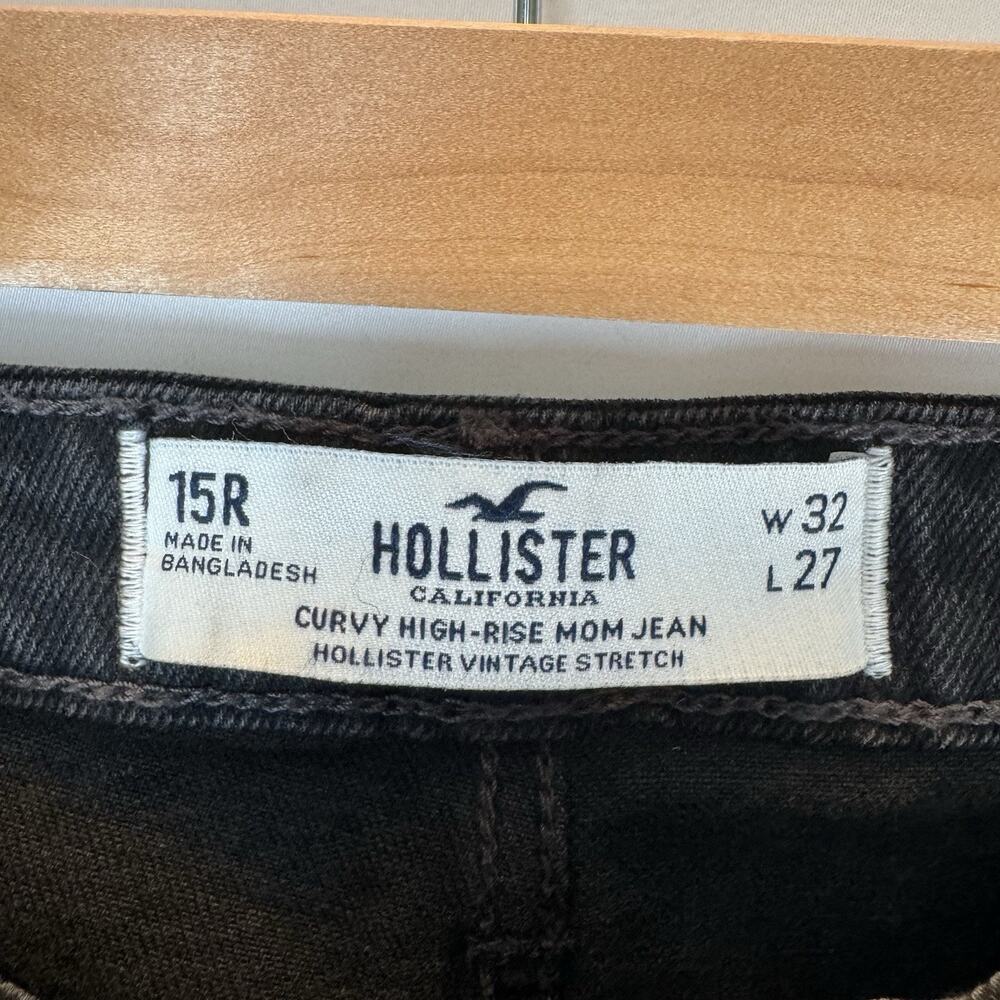 15R
MADE IN
BANGLADESH
HOLLISTER
CALIFORNIA
CURVY HIGH-RISE MOM JEAN
HOLLISTER VINTAGE STRETCH
W 32
L 27